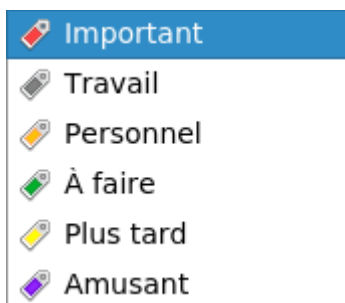 Important
Travail
Personnel
À faire
Plus tard
Amusant